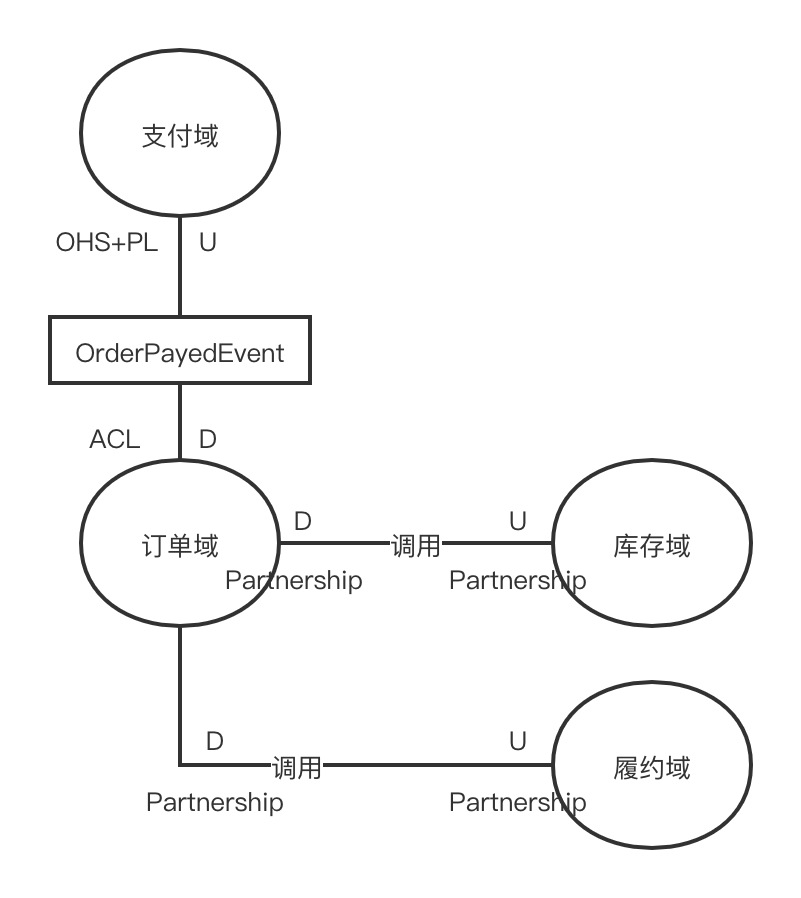 支付域
OHS+PL U
OrderPayedEvent
ACL D
D U
订单域 调用 库存域
Partnership Partnership
D U
调用 履约域
Partnership Partnership